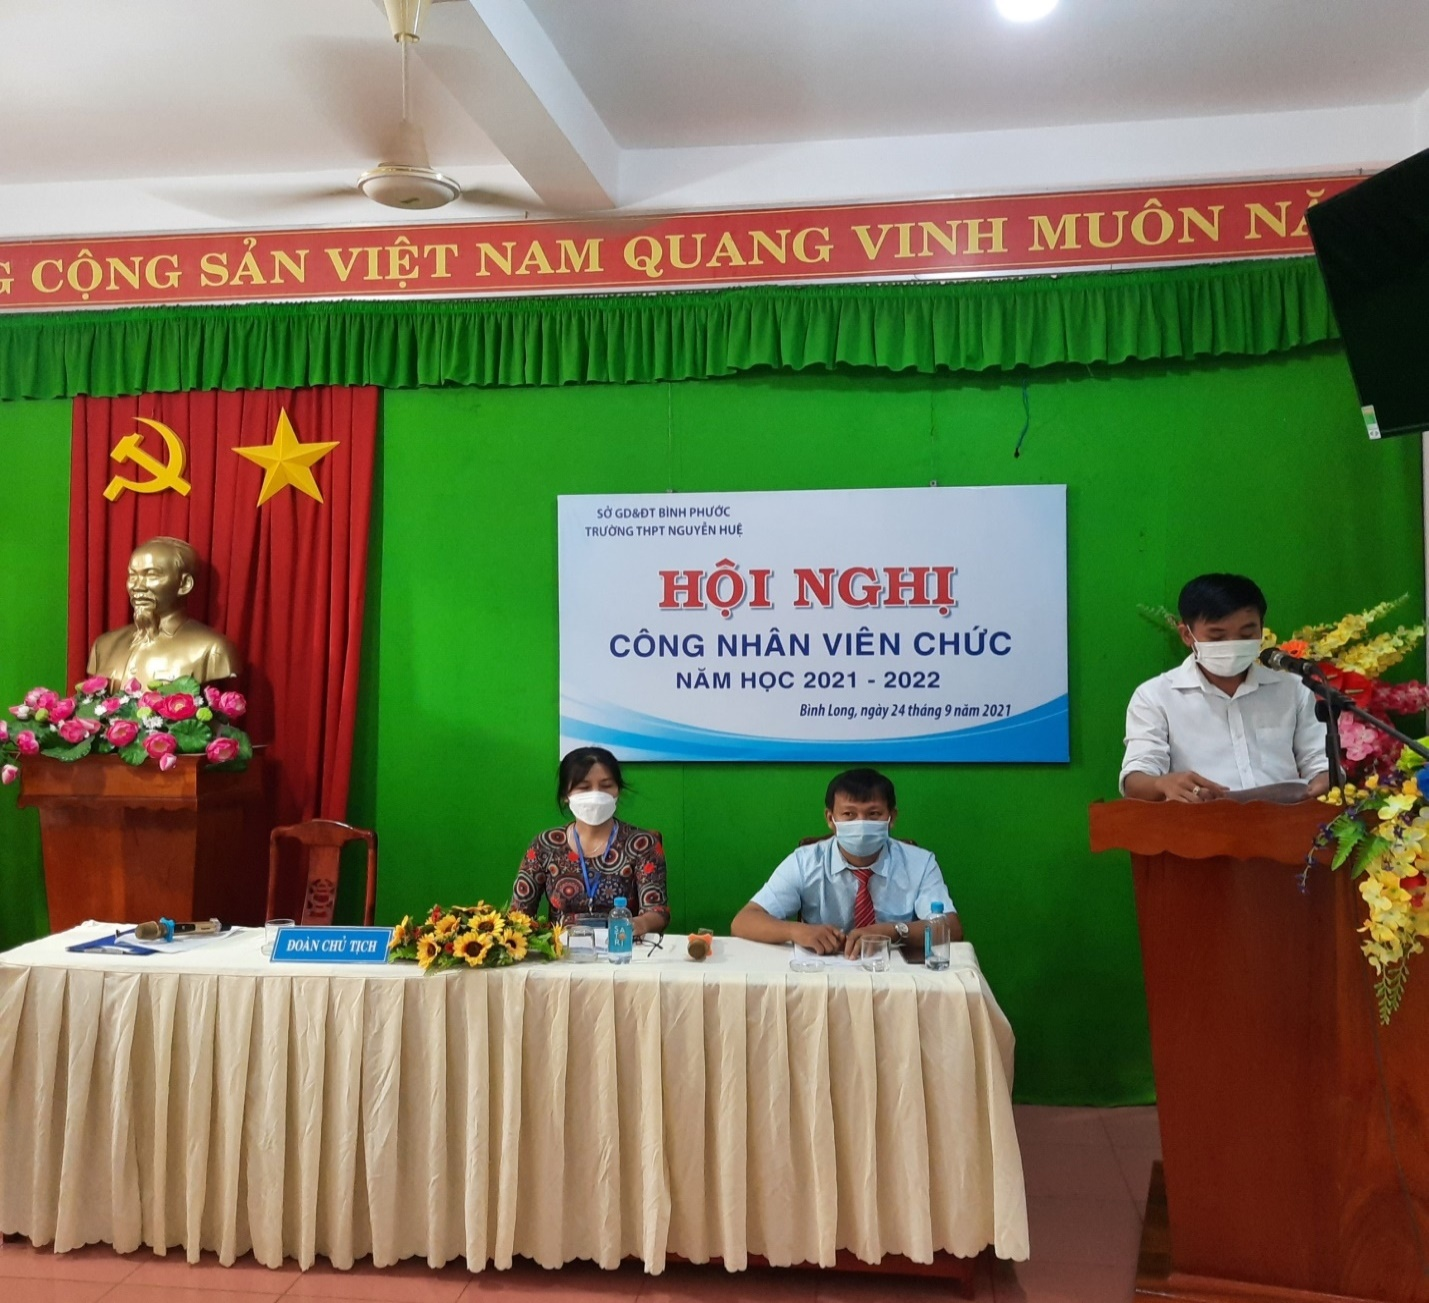 CỘNG SẢN VIỆT NAM QUANG VINH MUÔN
SỞ GD&ĐT BÌNH PHƯỚC
TRƯỜNG THPT NGUYỄN HUỆ
HỘI NGHỊ
CÔNG NHÂN VIÊN CHỨC
NĂM HỌC 2021 - 2022
Bình Long, ngày 24 tháng 9 năm 2021
ĐOÀN CHỦ TỊCH